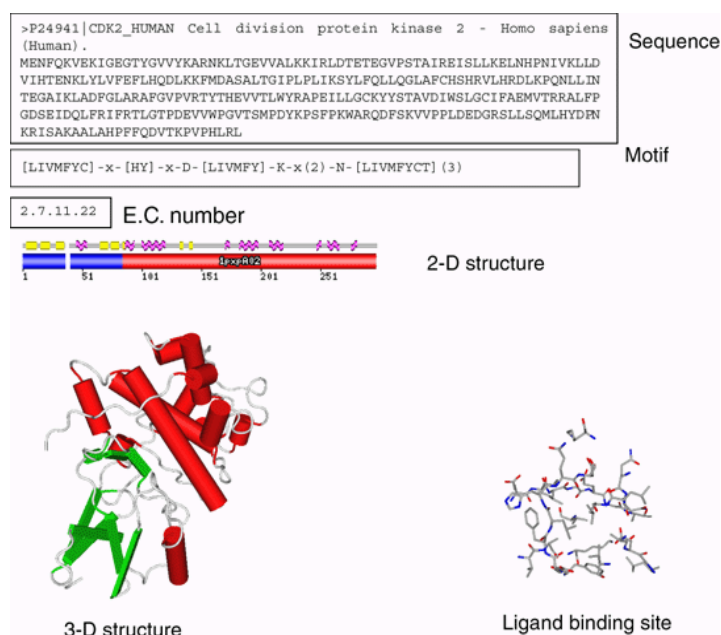 >P24941|CDK2_HUMAN Cell division protein kinase 2 - Homo sapiens
(Human).
MENFQKVEKIGEGTYGVVYKARNKLTGEVVALKKIRLDTETEGVPSTAIREISLLKELNHPNIVKLLD
VIHTENKLYLVFEFLHQDLKKFMDASALTGIPLPLIKSYLFQLLQGLAFCHSHRVLHRDLKPQNLLIN
TEGAIKLADFGLARAFGVPVRTYTHEVVTLWYRAPEILLGCKYYSTAVDIWSLGCIFAEMVTRRALFP
GDSEIDQLFRIFRTLGTPDEVVWPGVTSMPDYKPSFPKWARQDFSKVVPPLDEDGRSLLSQMLHYDPN
KRISAKAALAHPFFQDVTKPVPHLRL
Sequence
[LIVMFYC]-x-[HY]-x-D-[LIVMFY]-K-x(2)-N-[LIVMFYCT](3)
Motif
2.7.11.22
E.C. number
1 51 101 151 201 251
2-D structure
3-D structure
Ligand binding site